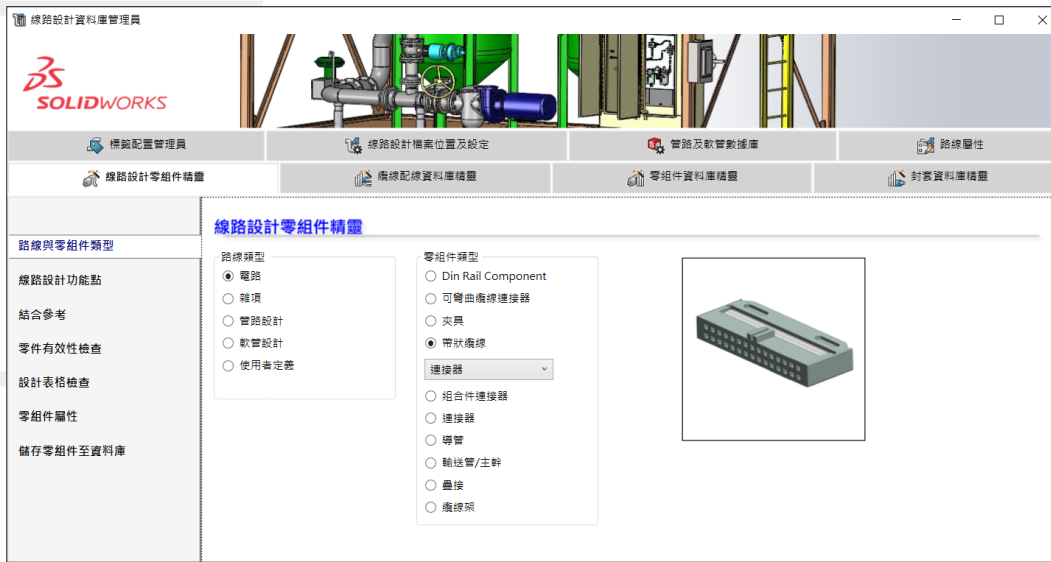 線路設計資料庫管理員
SOLIDWORKS
標籤配置管理員
線路設計檔案位置及設定
管路及軟管數據庫
路線屬性
線路設計零組件精靈
纜線配線資料庫精靈
零組件資料庫精靈
封套資料庫精靈
路線與零組件類型
線路設計功能點
結合參考
零件有效性檢查
設計表格檢查
零組件屬性
儲存零組件至資料庫
線路設計零組件精靈
路線類型
電路
雜項
管路設計
軟管設計
使用者定義
零組件類型
Din Rail Component
可彎曲纜線連接器
夾具
帶狀纜線
連接器
組合件連接器
連接器
導管
輸送管/主幹
疊接
纜線架